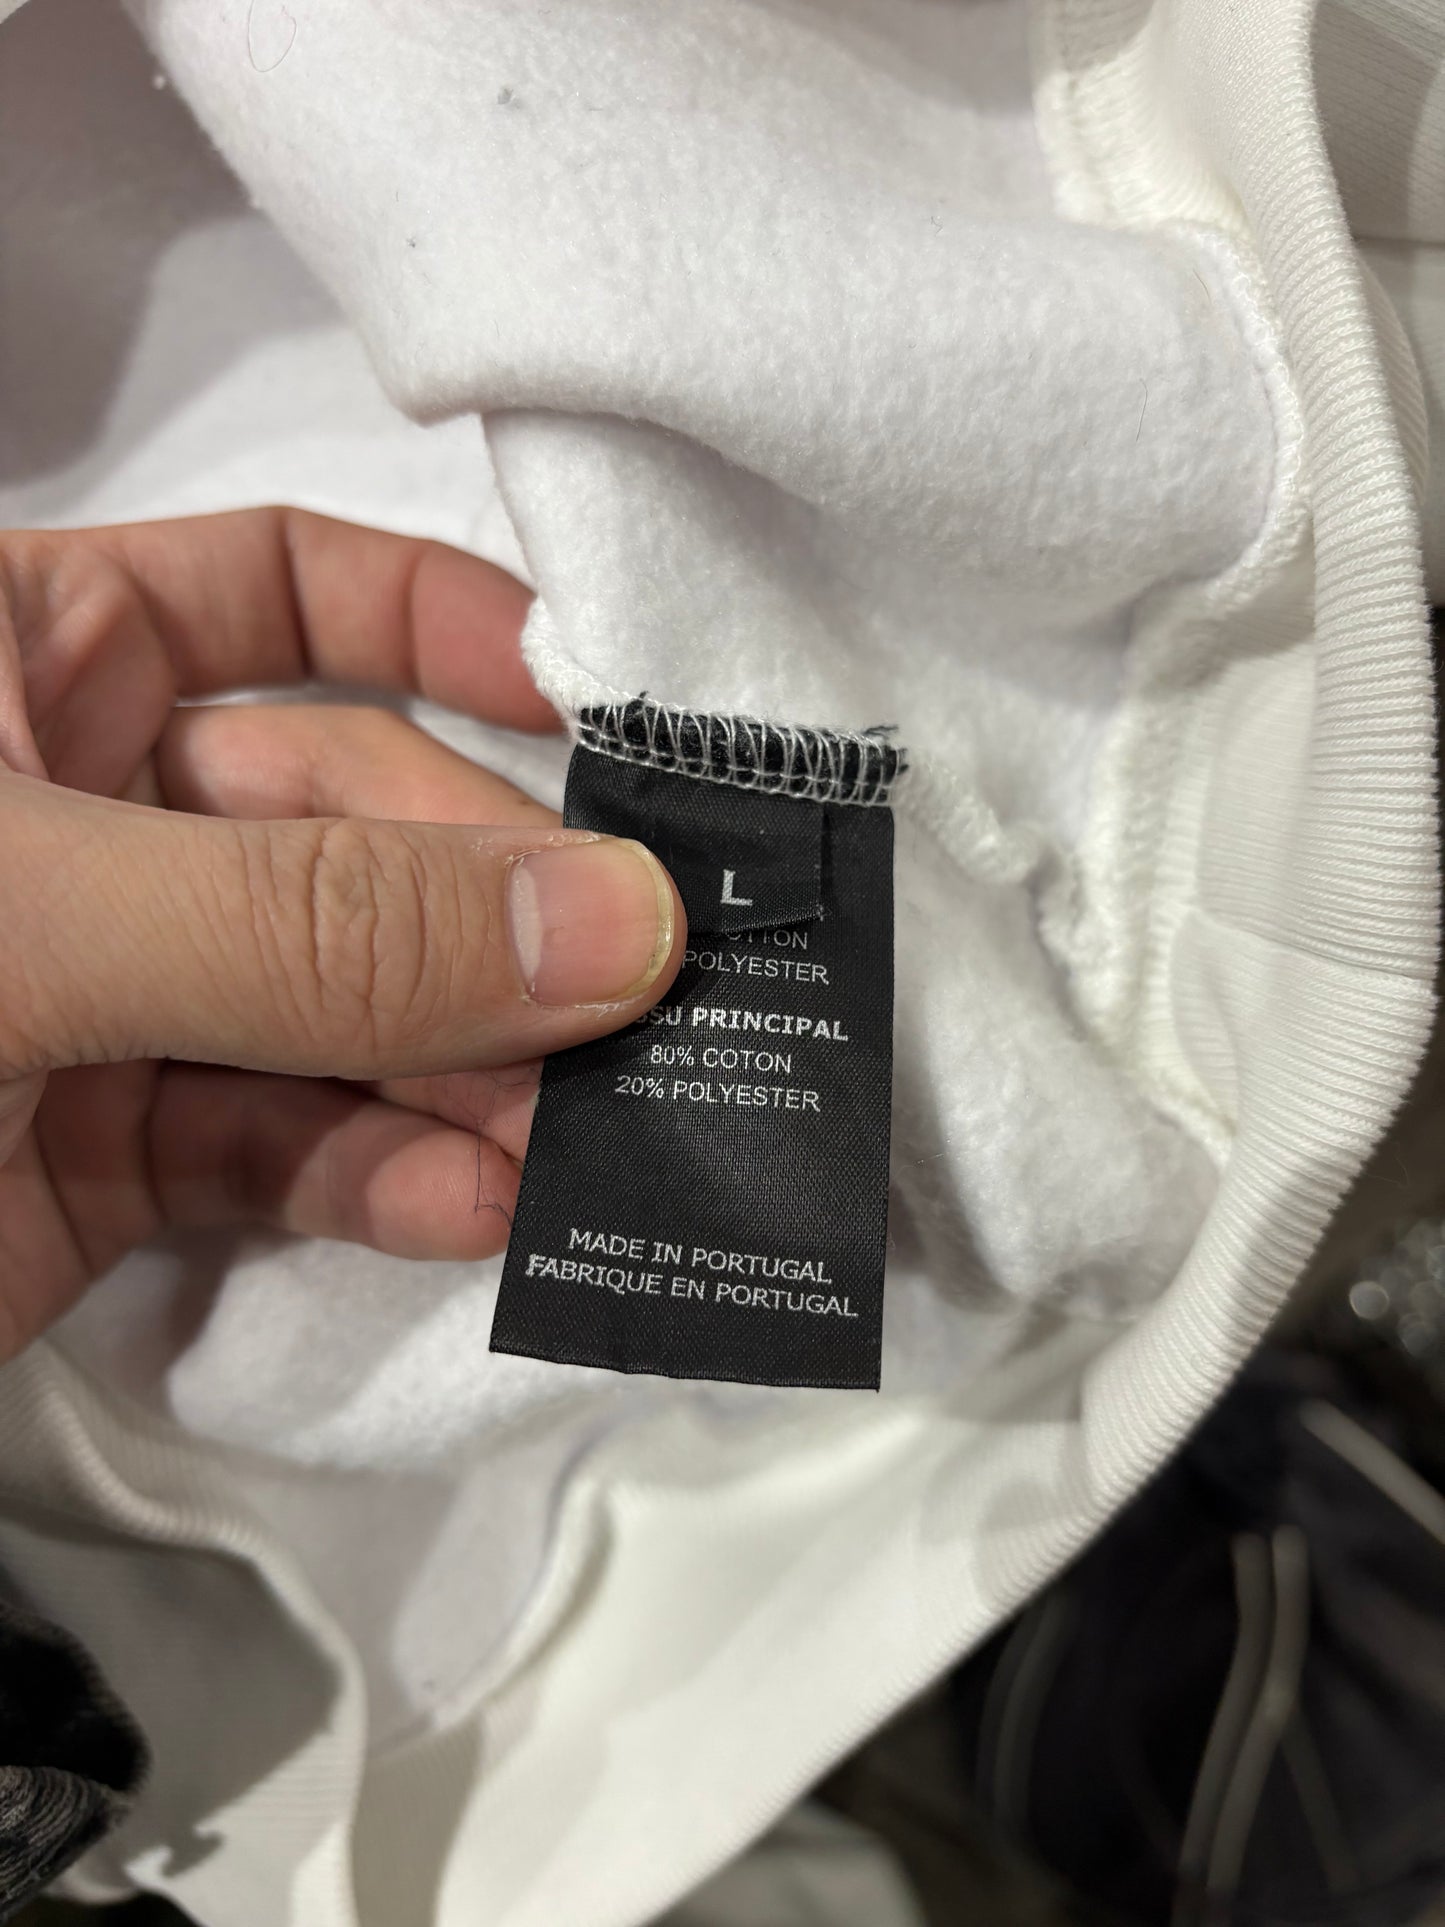 L
POLYESTER
PRINCIPAL
80% COTON
20% POLYESTER
MADE IN PORTUGAL
FABRIQUE EN PORTUGAL